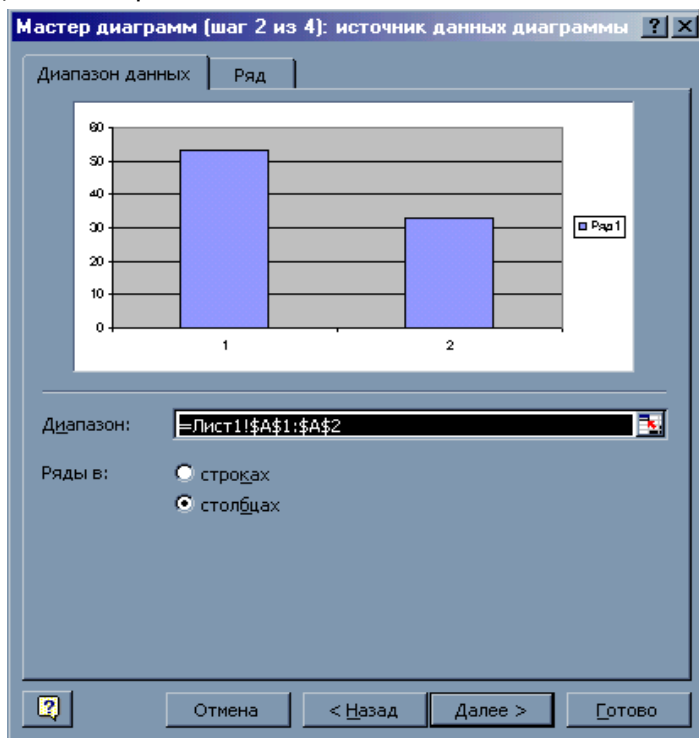 Мастер диаграмм (шаг 2 из 4): источник данных диаграммы
Диапазон данных Ряд
60
50
40
30
20
10
0
1 2
Ряд1
Диапазон: =Лист1!$A$1:$A$2
Ряды в: строках
столбцах
Отмена < Назад Далее > Готово